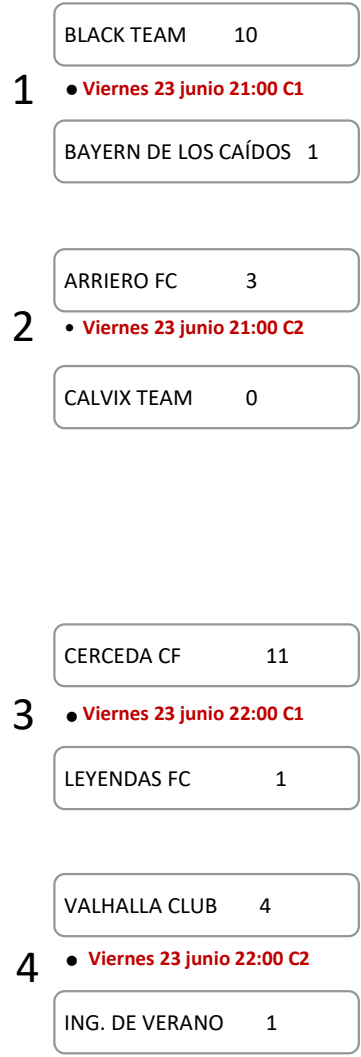 BLACK TEAM 10
1
• Viernes 23 junio 21:00 C1
BAYERN DE LOS CAÍDOS 1
ARRIERO FC 3
2
• Viernes 23 junio 21:00 C2
CALVIX TEAM 0
CERCEDA CF 11
3
• Viernes 23 junio 22:00 C1
LEYENDAS FC 1
VALHALLA CLUB 4
4
• Viernes 23 junio 22:00 C2
ING. DE VERANO 1